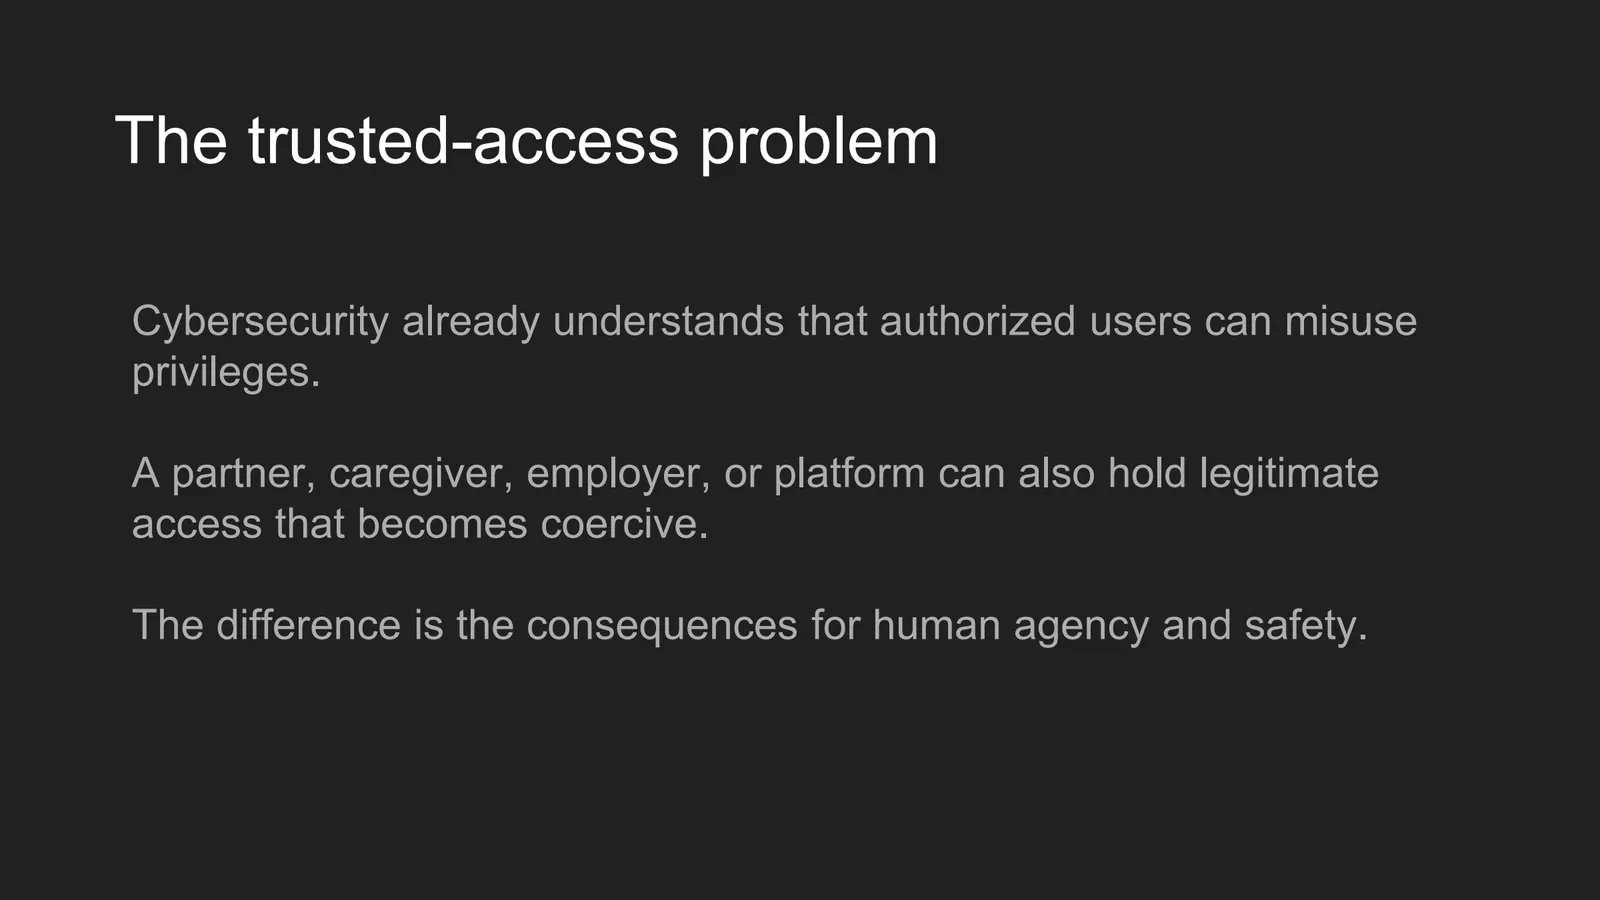 The trusted-access problem
Cybersecurity already understands that authorized users can misuse
privileges.
A partner, caregiver, employer, or platform can also hold legitimate
access that becomes coercive.
The difference is the consequences for human agency and safety.